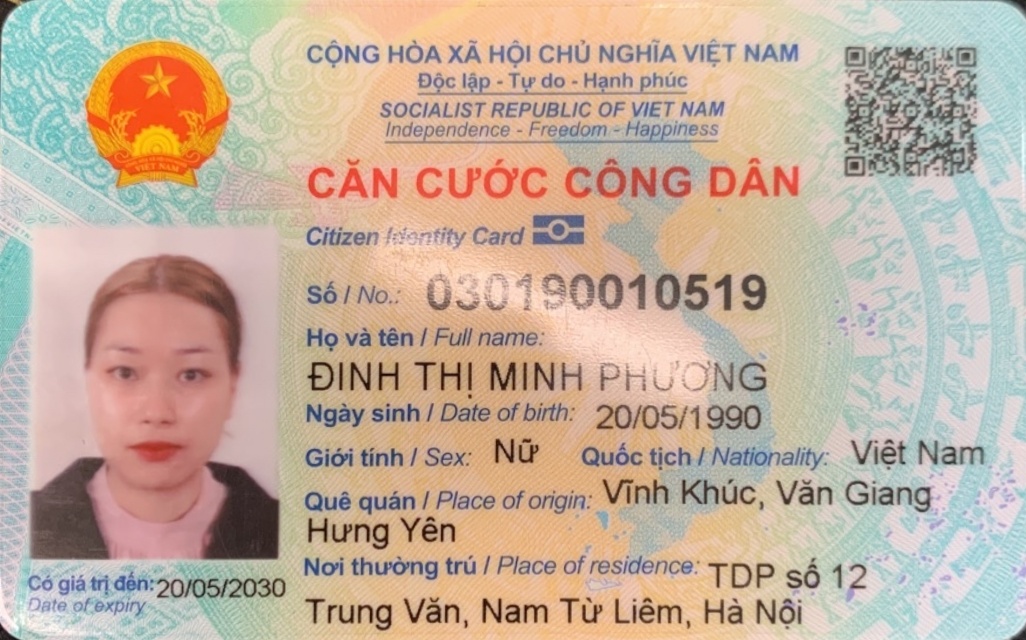 CỘNG HÒA XÃ HỘI CHỦ NGHĨA VIỆT NAM
Độc lập - Tự do - Hạnh phúc
SOCIALIST REPUBLIC OF VIET NAM
Independence - Freedom - Happiness
VIỆT NAM
CĂN CƯỚC CÔNG DÂN
Citizen Identity Card
Số / No.: 030190010519
Họ và tên / Full name:
ĐINH THỊ MINH PHƯƠNG
Ngày sinh / Date of birth: 20/05/1990
Giới tính / Sex: Nữ Quốc tịch / Nationality: Việt Nam
Quê quán / Place of origin: Vĩnh Khúc, Văn Giang
Hưng Yên
Nơi thường trú / Place of residence: TDP số 12
Trung Văn, Nam Từ Liêm, Hà Nội
Có giá trị đến: 20/05/2030
Date of expiry